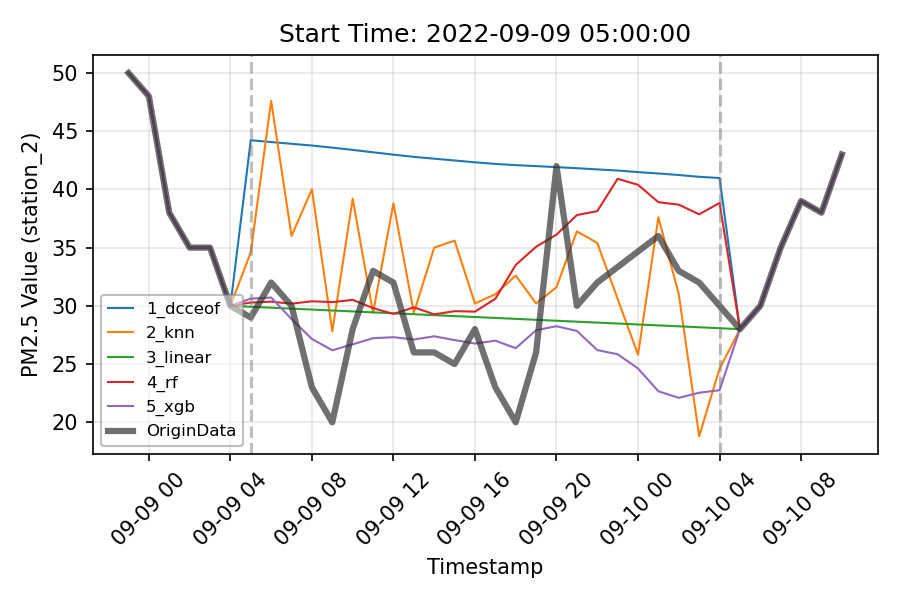 Start Time: 2022-09-09 05:00:00
PM2.5 Value (station_2)
50
45
40
35
30
25
20
1_dcceof
2_knn
3_linear
4_rf
5_xgb
OriginData
09-09 00
09-09 04
09-09 08
09-09 12
09-09 16
09-09 20
09-10 00
09-10 04
09-10 08
Timestamp